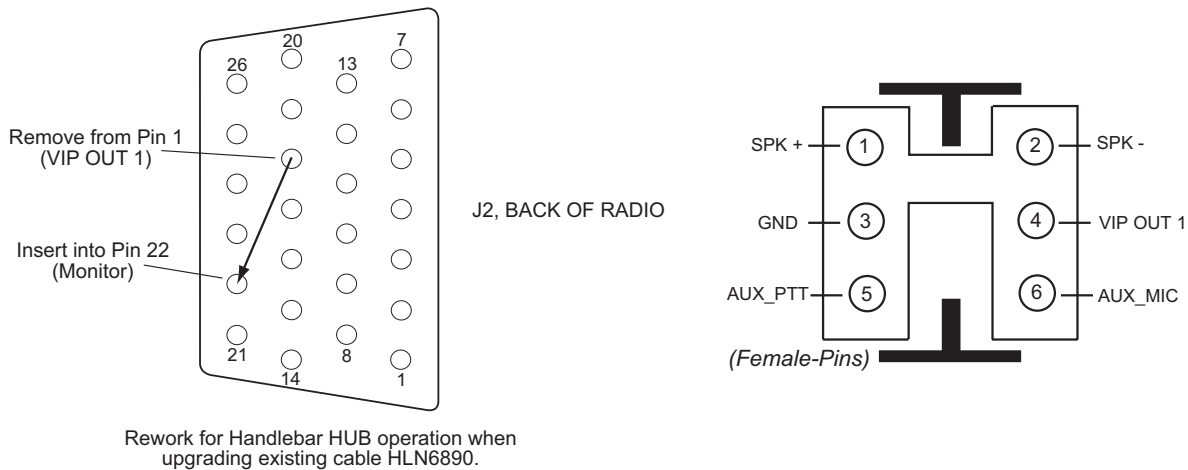 20
7
26
13
Remove from Pin 1
(VIP OUT 1)
Insert into Pin 22
(Monitor)
21
8
14
1
J2, BACK OF RADIO
Rework for Handlebar HUB operation when
upgrading existing cable HLN6890.
SPK +
1
2
SPK -
GND
3
4
VIP OUT 1
AUX_PTT
5
6
AUX_MIC
(Female-Pins)